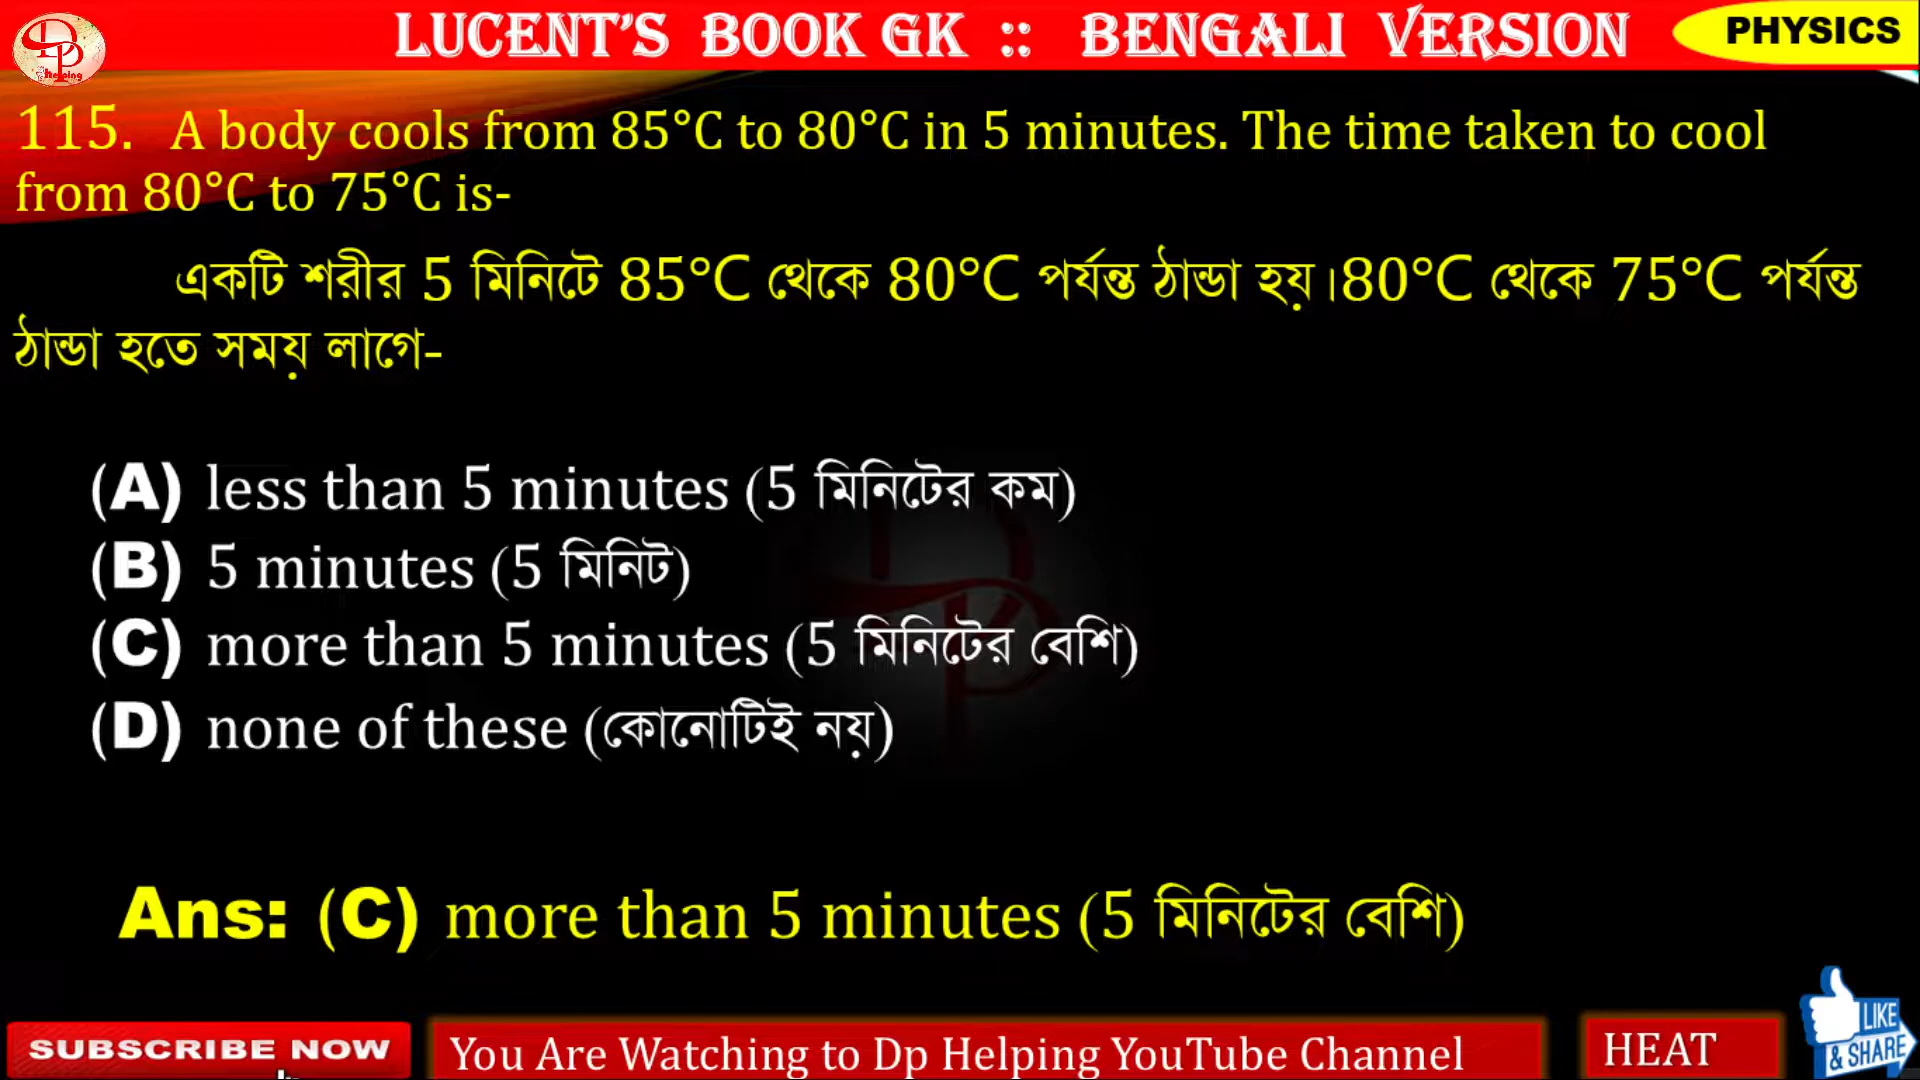 LUCENT'S BOOK GK :: BENGALI VERSION
PHYSICS
115. A body cools from 85°C to 80°C in 5 minutes. The time taken to cool
from 80°C to 75°C is-
একটি শরীর 5 মিনিটে 85°C থেকে 80°C পর্যন্ত ঠান্ডা হয়।80°C থেকে 75°C পর্যন্ত
ঠান্ডা হতে সময় লাগে-
(A) less than 5 minutes (5 মিনিটের কম)
(B) 5 minutes (5 মিনিট)
(C) more than 5 minutes (5 মিনিটের বেশি)
(D) none of these (কোনোটিই নয়)
Ans: (C) more than 5 minutes (5 মিনিটের বেশি)
SUBSCRIBE NOW
You Are Watching to Dp Helping YouTube Channel
HEAT
LIKE
& SHARE